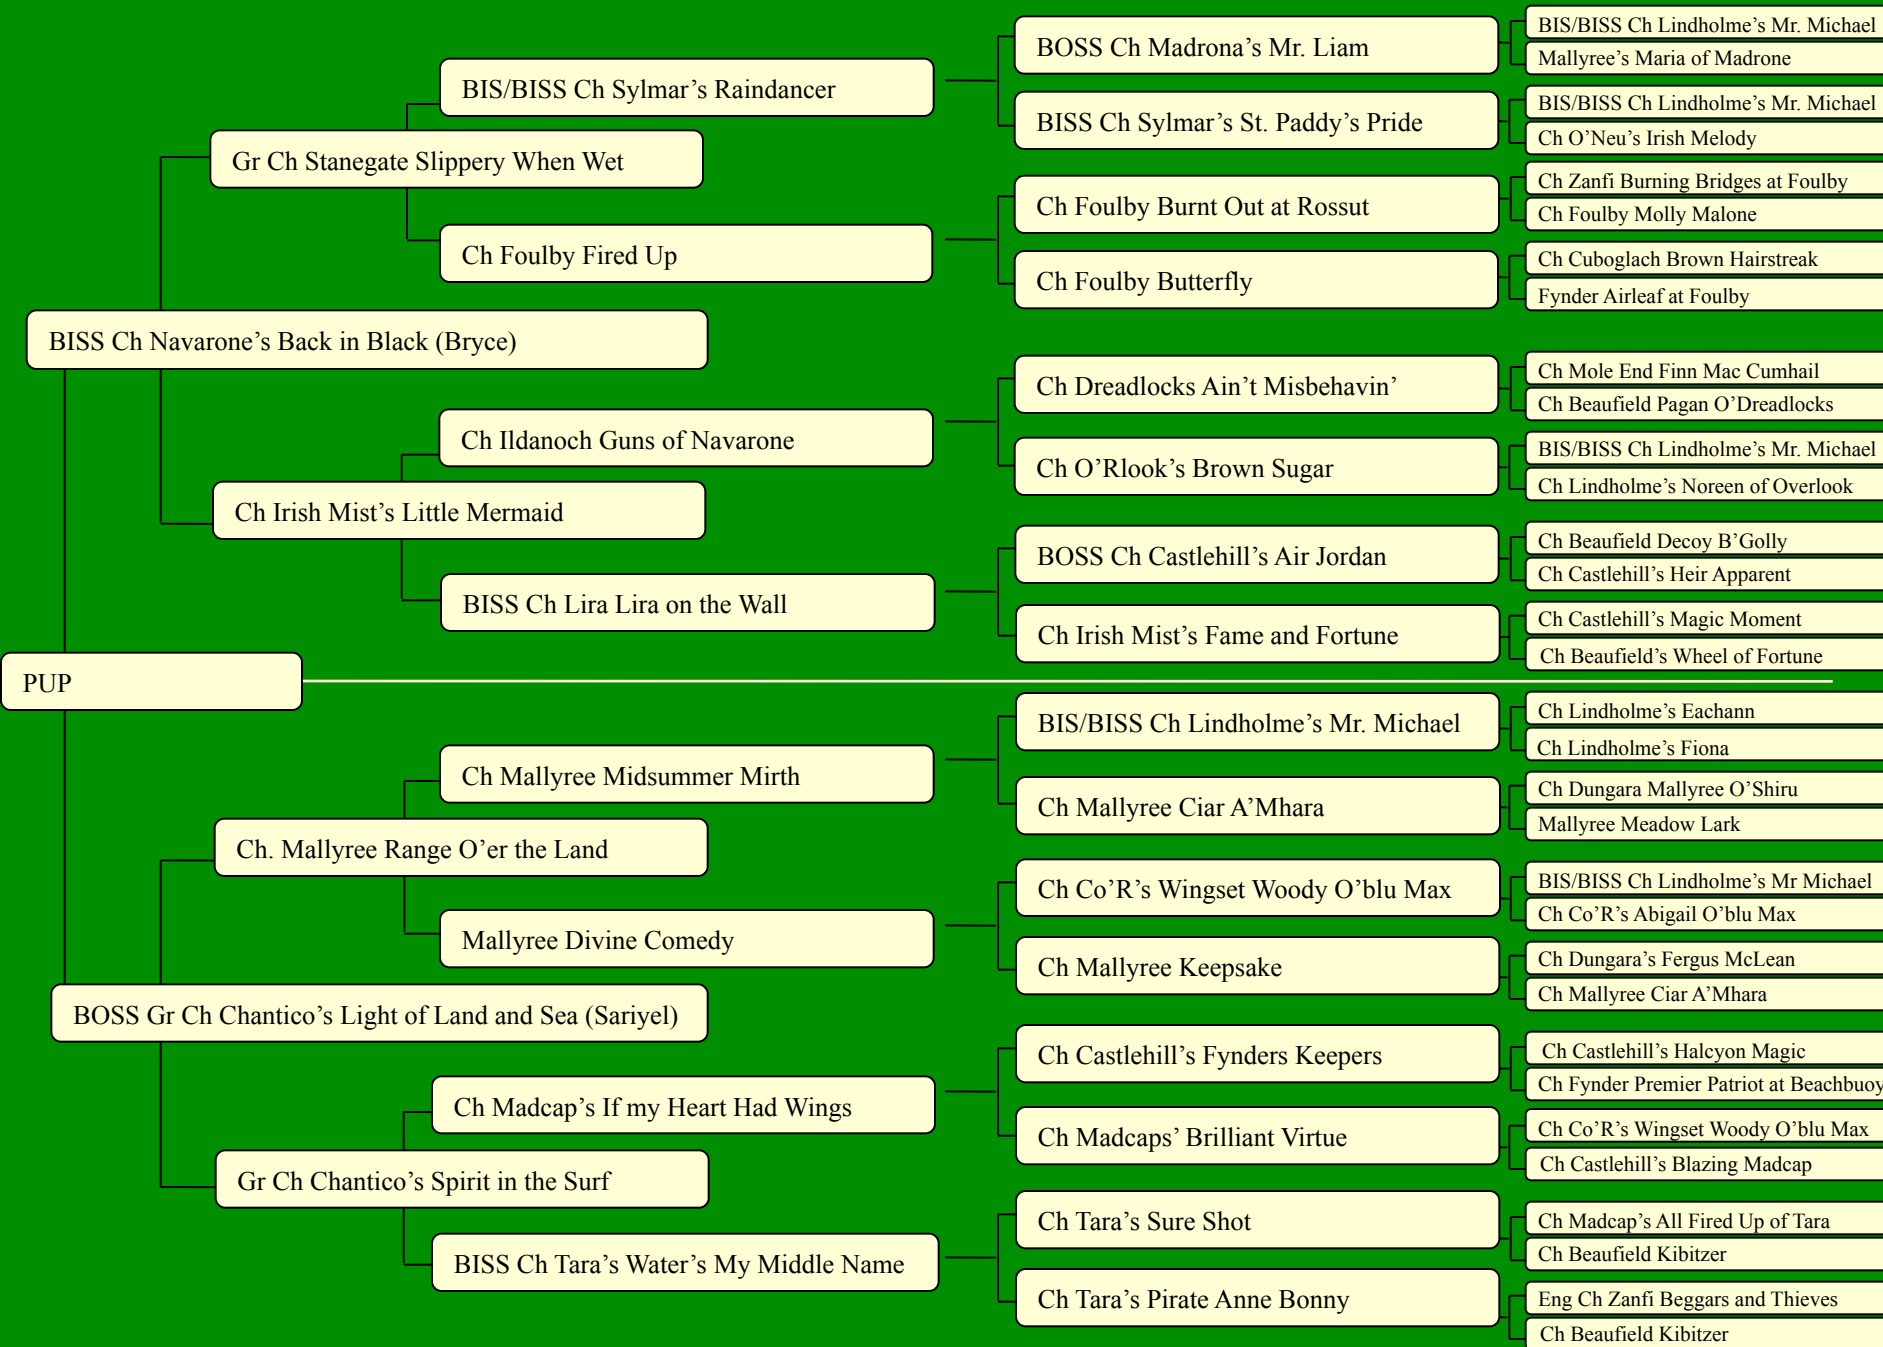 BIS/BISS Ch Lindholme’s Mr. Michael
BOSS Ch Madrona’s Mr. Liam
Mallyree’s Maria of Madrone
BIS/BISS Ch Sylmar’s Raindancer
BIS/BISS Ch Lindholme’s Mr. Michael
BISS Ch Sylmar’s St. Paddy’s Pride
Ch O’Neu’s Irish Melody
Gr Ch Stanegate Slippery When Wet
Ch Zanfi Burning Bridges at Foulby
Ch Foulby Burnt Out at Rossut
Ch Foulby Molly Malone
Ch Foulby Fired Up
Ch Cuboglach Brown Hairstreak
Ch Foulby Butterfly
Fynder Airleaf at Foulby
BISS Ch Navarone’s Back in Black (Bryce)
Ch Mole End Finn Mac Cumhail
Ch Dreadlocks Ain’t Misbehavin’
Ch Beaufield Pagan O’Dreadlocks
Ch Ildanoch Guns of Navarone
BIS/BISS Ch Lindholme’s Mr. Michael
Ch O’Rlook’s Brown Sugar
Ch Lindholme’s Noreen of Overlook
Ch Irish Mist’s Little Mermaid
Ch Beaufield Decoy B’Golly
BOSS Ch Castlehill’s Air Jordan
Ch Castlehill’s Heir Apparent
BISS Ch Lira Lira on the Wall
Ch Castlehill’s Magic Moment
Ch Irish Mist’s Fame and Fortune
Ch Beaufield’s Wheel of Fortune
PUP
Ch Lindholme’s Eachann
BIS/BISS Ch Lindholme’s Mr. Michael
Ch Lindholme’s Fiona
Ch Mallyree Midsummer Mirth
Ch Dungara Mallyree O’Shiru
Ch Mallyree Ciar A’Mhara
Mallyree Meadow Lark
Ch. Mallyree Range O’er the Land
BIS/BISS Ch Lindholme’s Mr Michael
Ch Co’R’s Wingset Woody O’blu Max
Ch Co’R’s Abigail O’blu Max
Mallyree Divine Comedy
Ch Dungara’s Fergus McLean
Ch Mallyree Keepsake
Ch Mallyree Ciar A’Mhara
BOSS Gr Ch Chantico’s Light of Land and Sea (Sariyel)
Ch Castlehill’s Halcyon Magic
Ch Castlehill’s Fynders Keepers
Ch Fynder Premier Patriot at Beachbuoy
Ch Madcap’s If my Heart Had Wings
Ch Co’R’s Wingset Woody O’blu Max
Ch Madcaps’ Brilliant Virtue
Ch Castlehill’s Blazing Madcap
Gr Ch Chantico’s Spirit in the Surf
Ch Madcap’s All Fired Up of Tara
Ch Tara’s Sure Shot
Ch Beaufield Kibitzer
BISS Ch Tara’s Water’s My Middle Name
Eng Ch Zanfi Beggars and Thieves
Ch Tara’s Pirate Anne Bonny
Ch Beaufield Kibitzer